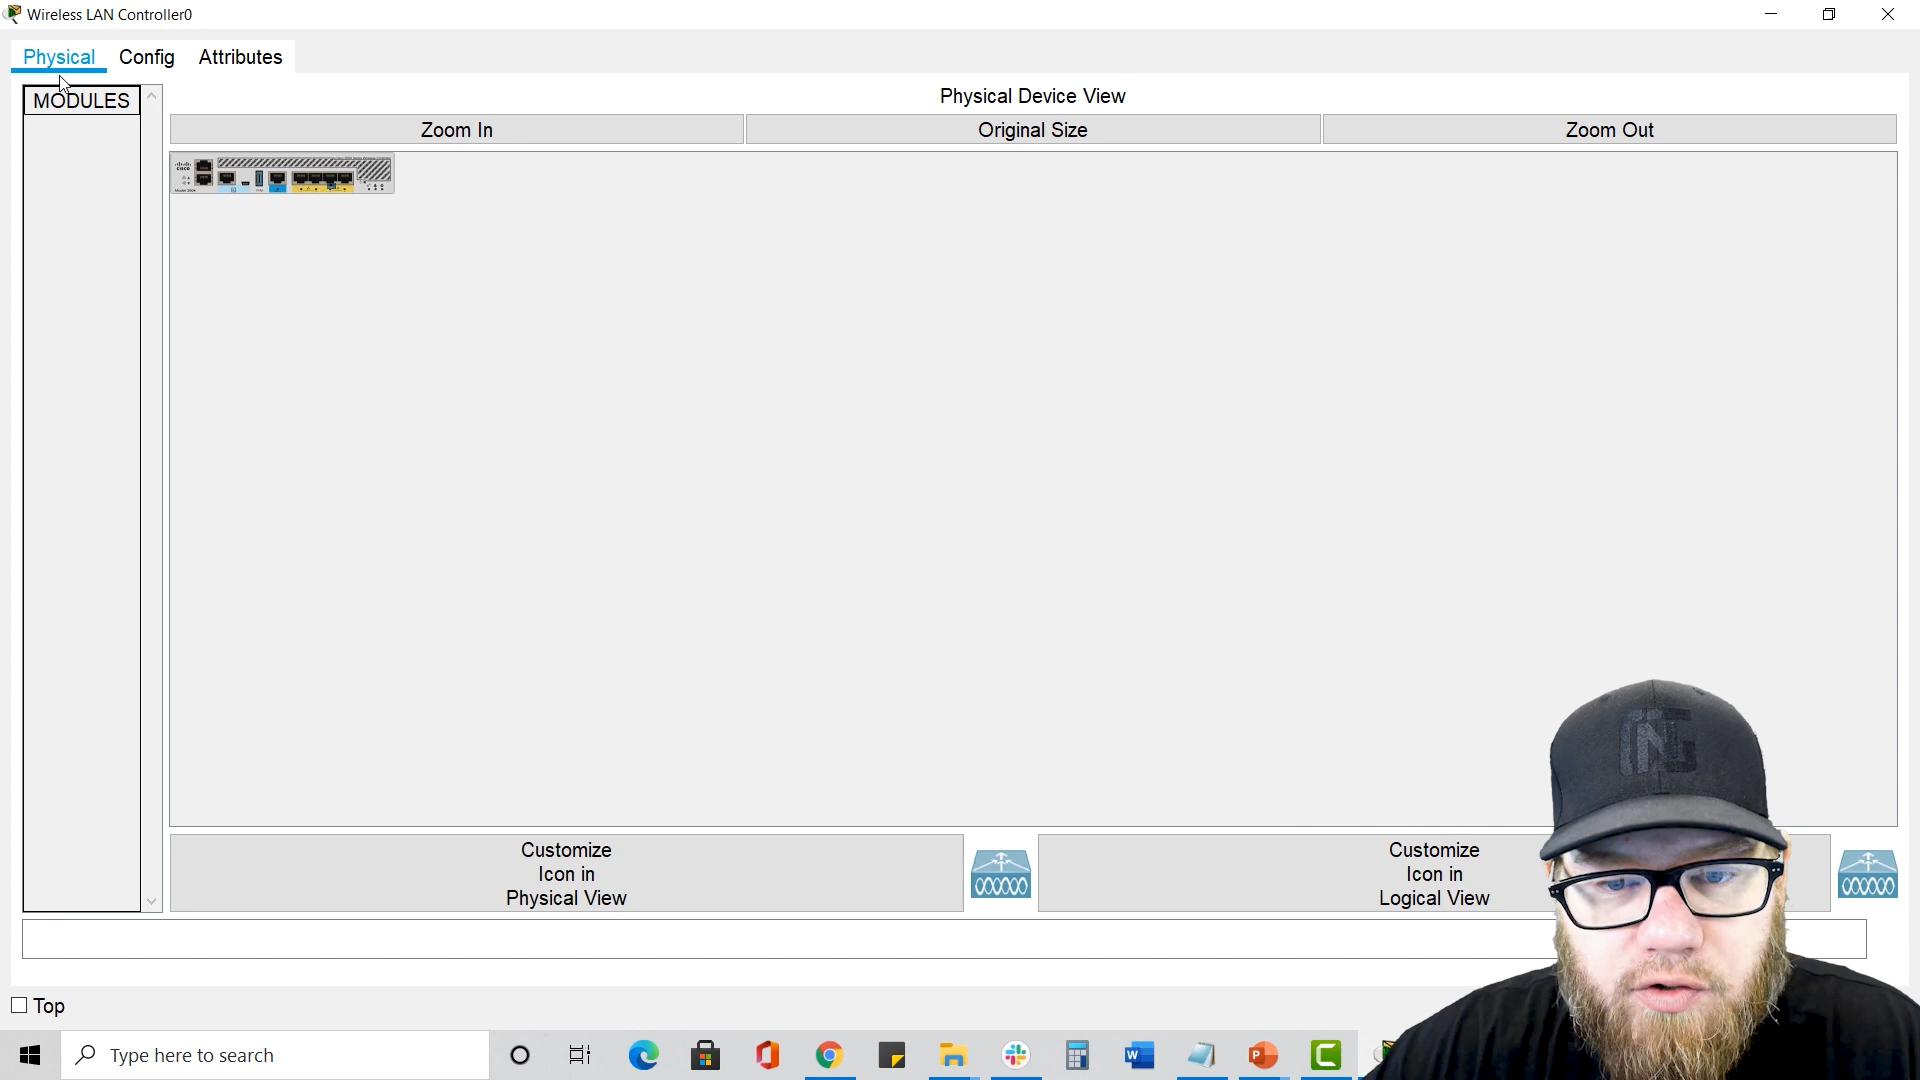 Wireless LAN Controller0
Physical Config Attributes
MODULES
Physical Device View
Zoom In Original Size Zoom Out
Customize
Icon in
Physical View
Customize
Icon in
Logical View
Top
Type here to search